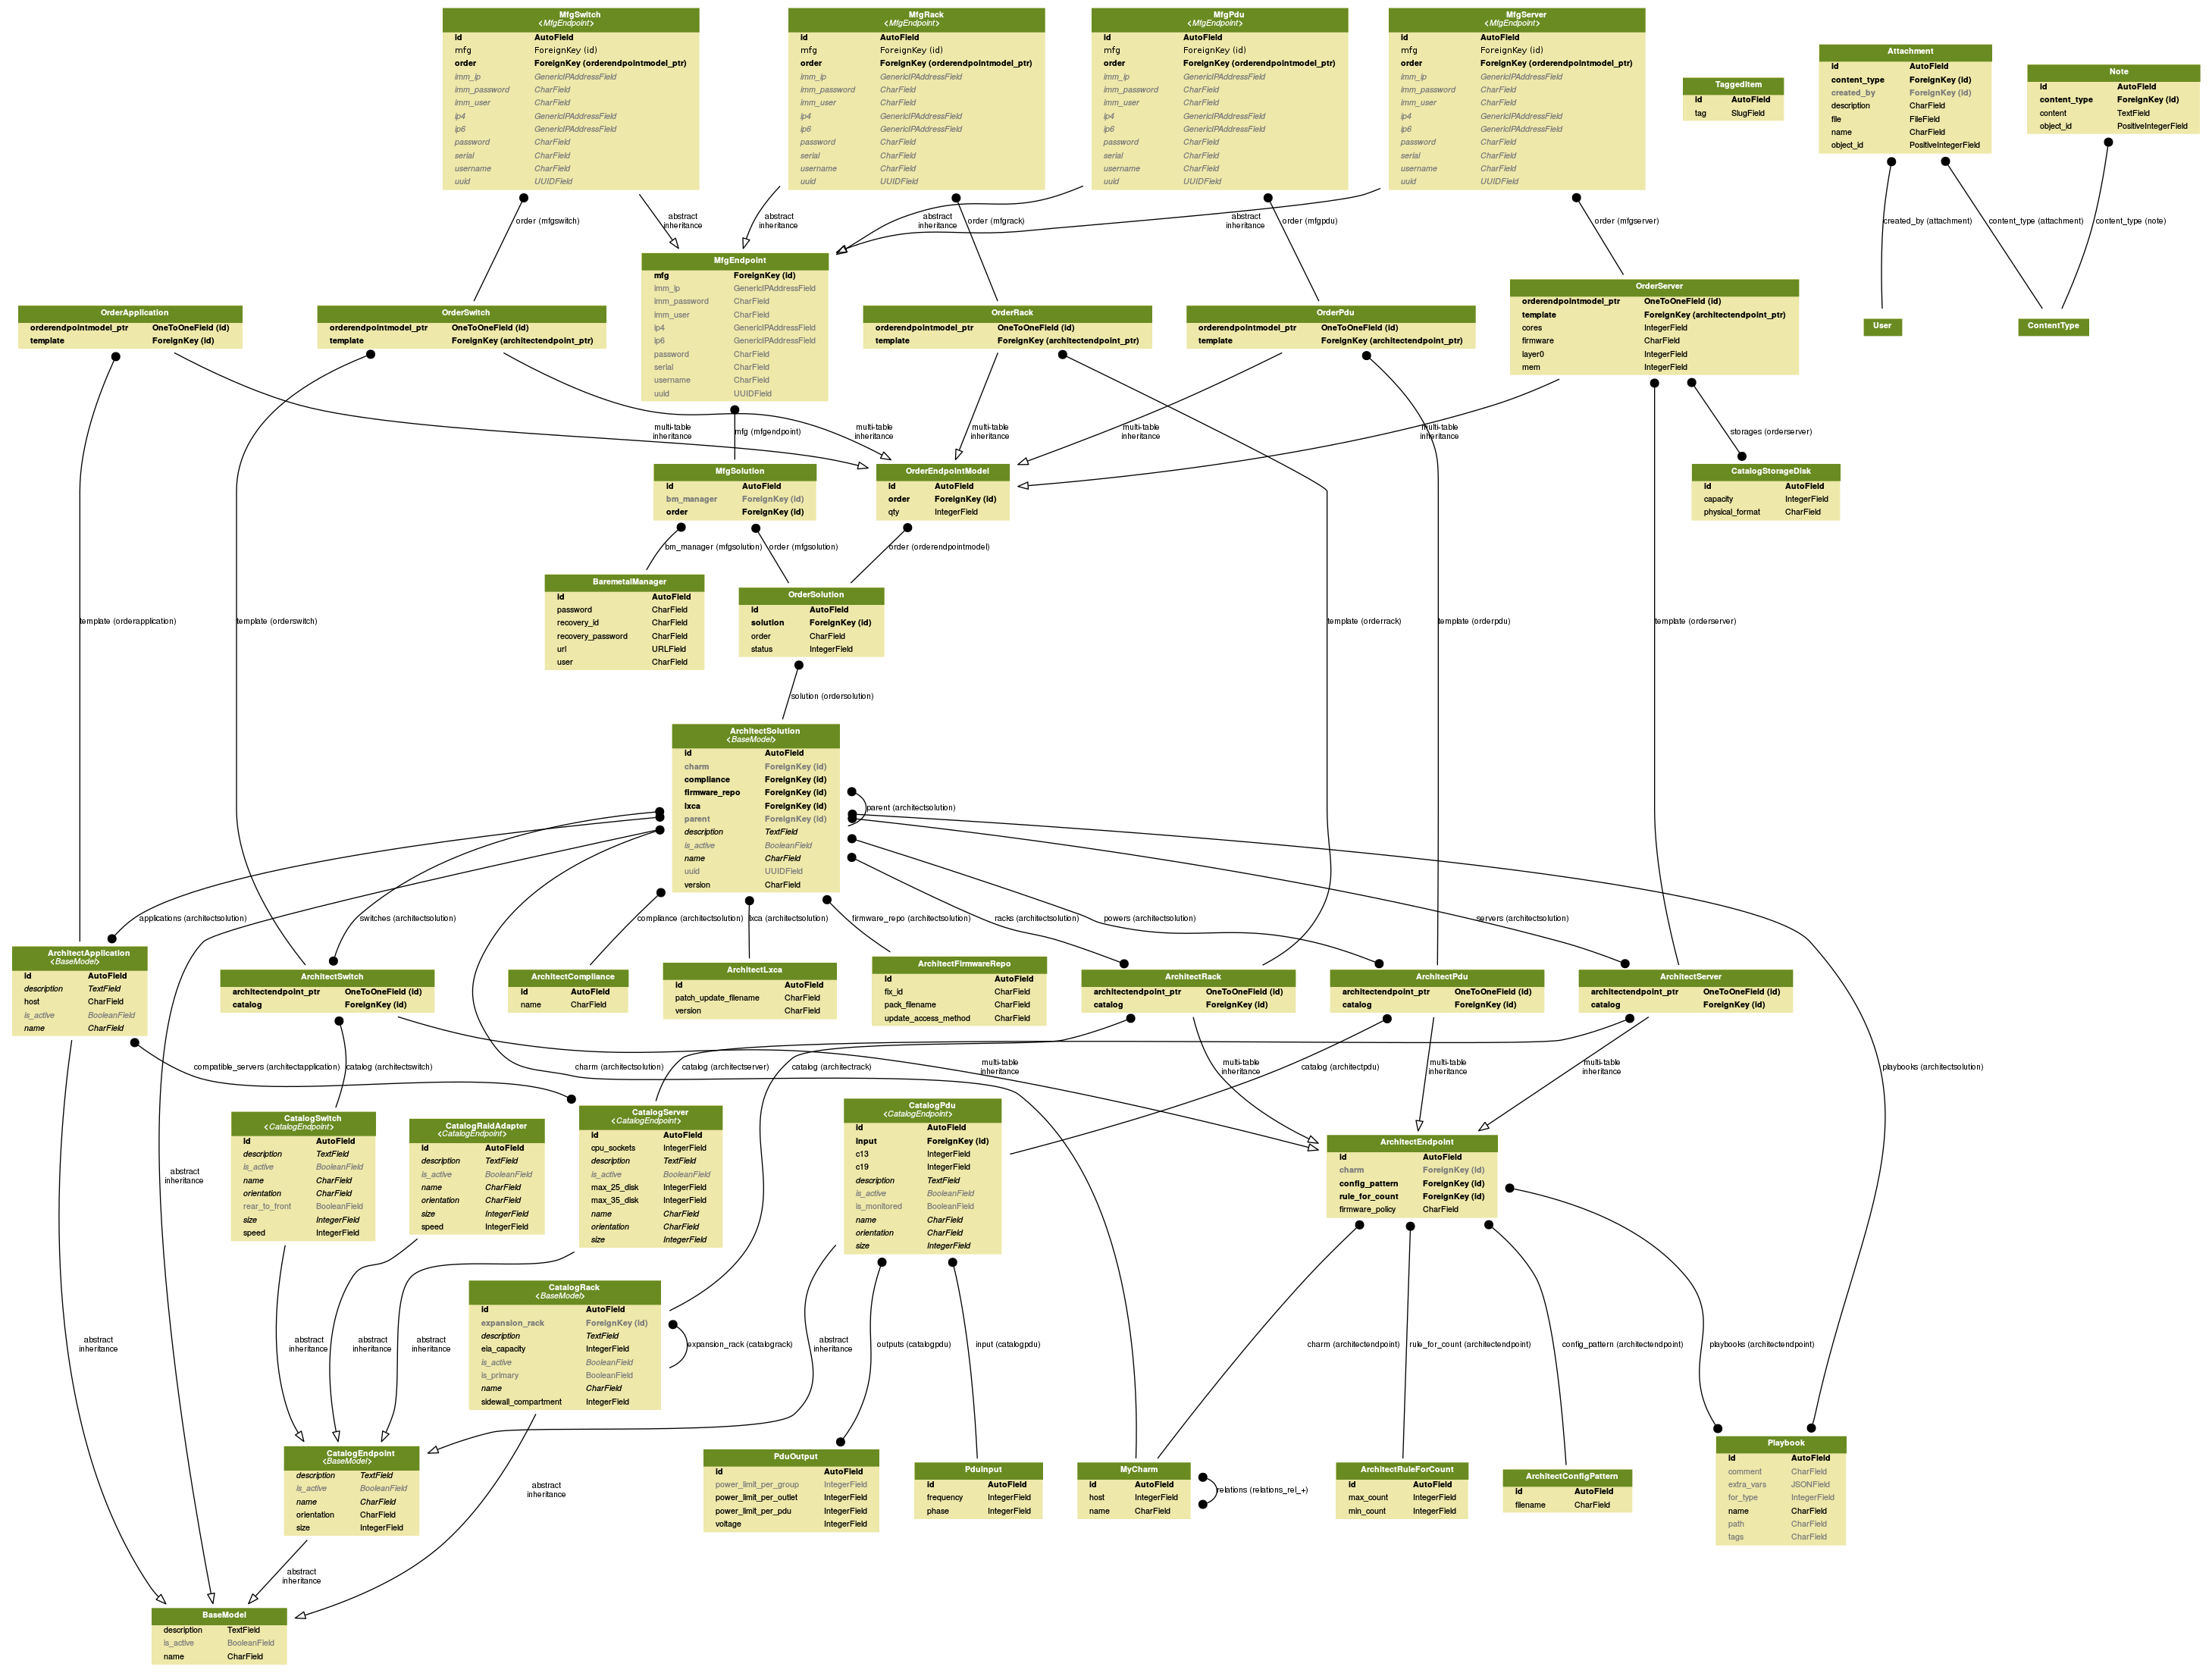 MfgSwitch
<MfgEndpoint>
id AutoField
mfg ForeignKey (id)
order ForeignKey (orderendpointmodel_ptr)
imm_ip GenericIPAddressField
imm_password CharField
imm_user CharField
ip4 GenericIPAddressField
ip6 GenericIPAddressField
password CharField
serial CharField
username CharField
uuid UUIDField
MfgRack
<MfgEndpoint>
id AutoField
mfg ForeignKey (id)
order ForeignKey (orderendpointmodel_ptr)
imm_ip GenericIPAddressField
imm_password CharField
imm_user CharField
ip4 GenericIPAddressField
ip6 GenericIPAddressField
password CharField
serial CharField
username CharField
uuid UUIDField
MfgPdu
<MfgEndpoint>
id AutoField
mfg ForeignKey (id)
order ForeignKey (orderendpointmodel_ptr)
imm_ip GenericIPAddressField
imm_password CharField
imm_user CharField
ip4 GenericIPAddressField
ip6 GenericIPAddressField
password CharField
serial CharField
username CharField
uuid UUIDField
MfgServer
<MfgEndpoint>
id AutoField
mfg ForeignKey (id)
order ForeignKey (orderendpointmodel_ptr)
imm_ip GenericIPAddressField
imm_password CharField
imm_user CharField
ip4 GenericIPAddressField
ip6 GenericIPAddressField
password CharField
serial CharField
username CharField
uuid UUIDField
TaggedItem
id AutoField
tag SlugField
Attachment
id AutoField
content_type ForeignKey (id)
created_by ForeignKey (id)
description CharField
file FileField
name CharField
object_id PositiveIntegerField
Note
id AutoField
content_type ForeignKey (id)
content TextField
object_id PositiveIntegerField
order (mfgswitch)
abstract
inheritance
abstract
inheritance
abstract
inheritance
order (mfgrack)
abstract
inheritance
order (mfgpdu)
order (mfgserver)
created_by (attachment)
content_type (attachment)
content_type (note)
MfgEndpoint
mfg ForeignKey (id)
imm_ip GenericIPAddressField
imm_password CharField
imm_user CharField
ip4 GenericIPAddressField
ip6 GenericIPAddressField
password CharField
serial CharField
username CharField
uuid UUIDField
OrderApplication
orderendpointmodel_ptr OneToOneField (id)
template ForeignKey (id)
OrderSwitch
orderendpointmodel_ptr OneToOneField (id)
template ForeignKey (architectendpoint_ptr)
OrderRack
orderendpointmodel_ptr OneToOneField (id)
template ForeignKey (architectendpoint_ptr)
OrderPdu
orderendpointmodel_ptr OneToOneField (id)
template ForeignKey (architectendpoint_ptr)
OrderServer
orderendpointmodel_ptr OneToOneField (id)
template ForeignKey (architectendpoint_ptr)
cores IntegerField
firmware CharField
layer0 IntegerField
mem IntegerField
User
ContentType
multi-table
inheritance
mfg (mfgendpoint)
multi-table
inheritance
multi-table
inheritance
multi-table
inheritance
multi-table
inheritance
storages (orderserver)
MfgSolution
id AutoField
bm_manager ForeignKey (id)
order ForeignKey (id)
OrderEndpointModel
id AutoField
order ForeignKey (id)
qty IntegerField
CatalogStorageDisk
id AutoField
capacity IntegerField
physical_format CharField
bm_manager (mfgsolution)
order (mfgsolution)
order (orderendpointmodel)
BaremetalManager
id AutoField
password CharField
recovery_id CharField
recovery_password CharField
url URLField
user CharField
OrderSolution
id AutoField
solution ForeignKey (id)
order CharField
status IntegerField
template (orderapplication)
template (orderswitch)
template (orderrack)
template (orderpdu)
template (orderserver)
solution (ordersolution)
ArchitectSolution
<BaseModel>
id AutoField
charm ForeignKey (id)
compliance ForeignKey (id)
firmware_repo ForeignKey (id)
lxca ForeignKey (id)
parent ForeignKey (id)
description TextField
is_active BooleanField
name CharField
uuid UUIDField
version CharField
parent (architectsolution)
applications (architectsolution)
switches (architectsolution)
compliance (architectsolution)
lxca (architectsolution)
firmware_repo (architectsolution)
racks (architectsolution)
powers (architectsolution)
servers (architectsolution)
ArchitectApplication
<BaseModel>
id AutoField
description TextField
host CharField
is_active BooleanField
name CharField
ArchitectSwitch
architectendpoint_ptr OneToOneField (id)
catalog ForeignKey (id)
ArchitectCompliance
id AutoField
name CharField
ArchitectLxca
id AutoField
patch_update_filename CharField
version CharField
ArchitectFirmwareRepo
id AutoField
fix_id CharField
pack_filename CharField
update_access_method CharField
ArchitectRack
architectendpoint_ptr OneToOneField (id)
catalog ForeignKey (id)
ArchitectPdu
architectendpoint_ptr OneToOneField (id)
catalog ForeignKey (id)
ArchitectServer
architectendpoint_ptr OneToOneField (id)
catalog ForeignKey (id)
compatible_servers (architectapplication)
catalog (architectswitch)
charm (architectsolution)
catalog (architectserver)
catalog (architectrack)
multi-table
inheritance
multi-table
inheritance
catalog (architectpdu)
multi-table
inheritance
multi-table
inheritance
playbooks (architectsolution)
abstract
inheritance
CatalogSwitch
<CatalogEndpoint>
id AutoField
description TextField
is_active BooleanField
name CharField
orientation CharField
rear_to_front BooleanField
size IntegerField
speed IntegerField
CatalogRaidAdapter
<CatalogEndpoint>
id AutoField
description TextField
is_active BooleanField
name CharField
orientation CharField
size IntegerField
speed IntegerField
CatalogServer
<CatalogEndpoint>
id AutoField
cpu_sockets IntegerField
description TextField
is_active BooleanField
max_25_disk IntegerField
max_35_disk IntegerField
name CharField
orientation CharField
size IntegerField
CatalogPdu
<CatalogEndpoint>
id AutoField
input ForeignKey (id)
c13 IntegerField
c19 IntegerField
description TextField
is_active BooleanField
is_monitored BooleanField
name CharField
orientation CharField
size IntegerField
ArchitectEndpoint
id AutoField
charm ForeignKey (id)
config_pattern ForeignKey (id)
rule_for_count ForeignKey (id)
firmware_policy CharField
CatalogRack
<BaseModel>
id AutoField
expansion_rack ForeignKey (id)
description TextField
eia_capacity IntegerField
is_active BooleanField
is_primary BooleanField
name CharField
sidewall_compartment IntegerField
abstract
inheritance
abstract
inheritance
abstract
inheritance
abstract
inheritance
expansion_rack (catalograck)
abstract
inheritance
outputs (catalogpdu)
input (catalogpdu)
charm (architectendpoint)
rule_for_count (architectendpoint)
config_pattern (architectendpoint)
playbooks (architectendpoint)
CatalogEndpoint
<BaseModel>
description TextField
is_active BooleanField
name CharField
orientation CharField
size IntegerField
abstract
inheritance
PduOutput
id AutoField
power_limit_per_group IntegerField
power_limit_per_outlet IntegerField
power_limit_per_pdu IntegerField
voltage IntegerField
PduInput
id AutoField
frequency IntegerField
phase IntegerField
MyCharm
id AutoField
host IntegerField
name CharField
relations (relations_rel_+)
ArchitectRuleForCount
id AutoField
max_count IntegerField
min_count IntegerField
ArchitectConfigPattern
id AutoField
filename CharField
Playbook
id AutoField
comment CharField
extra_vars JSONField
for_type IntegerField
name CharField
path CharField
tags CharField
abstract
inheritance
BaseModel
description TextField
is_active BooleanField
name CharField